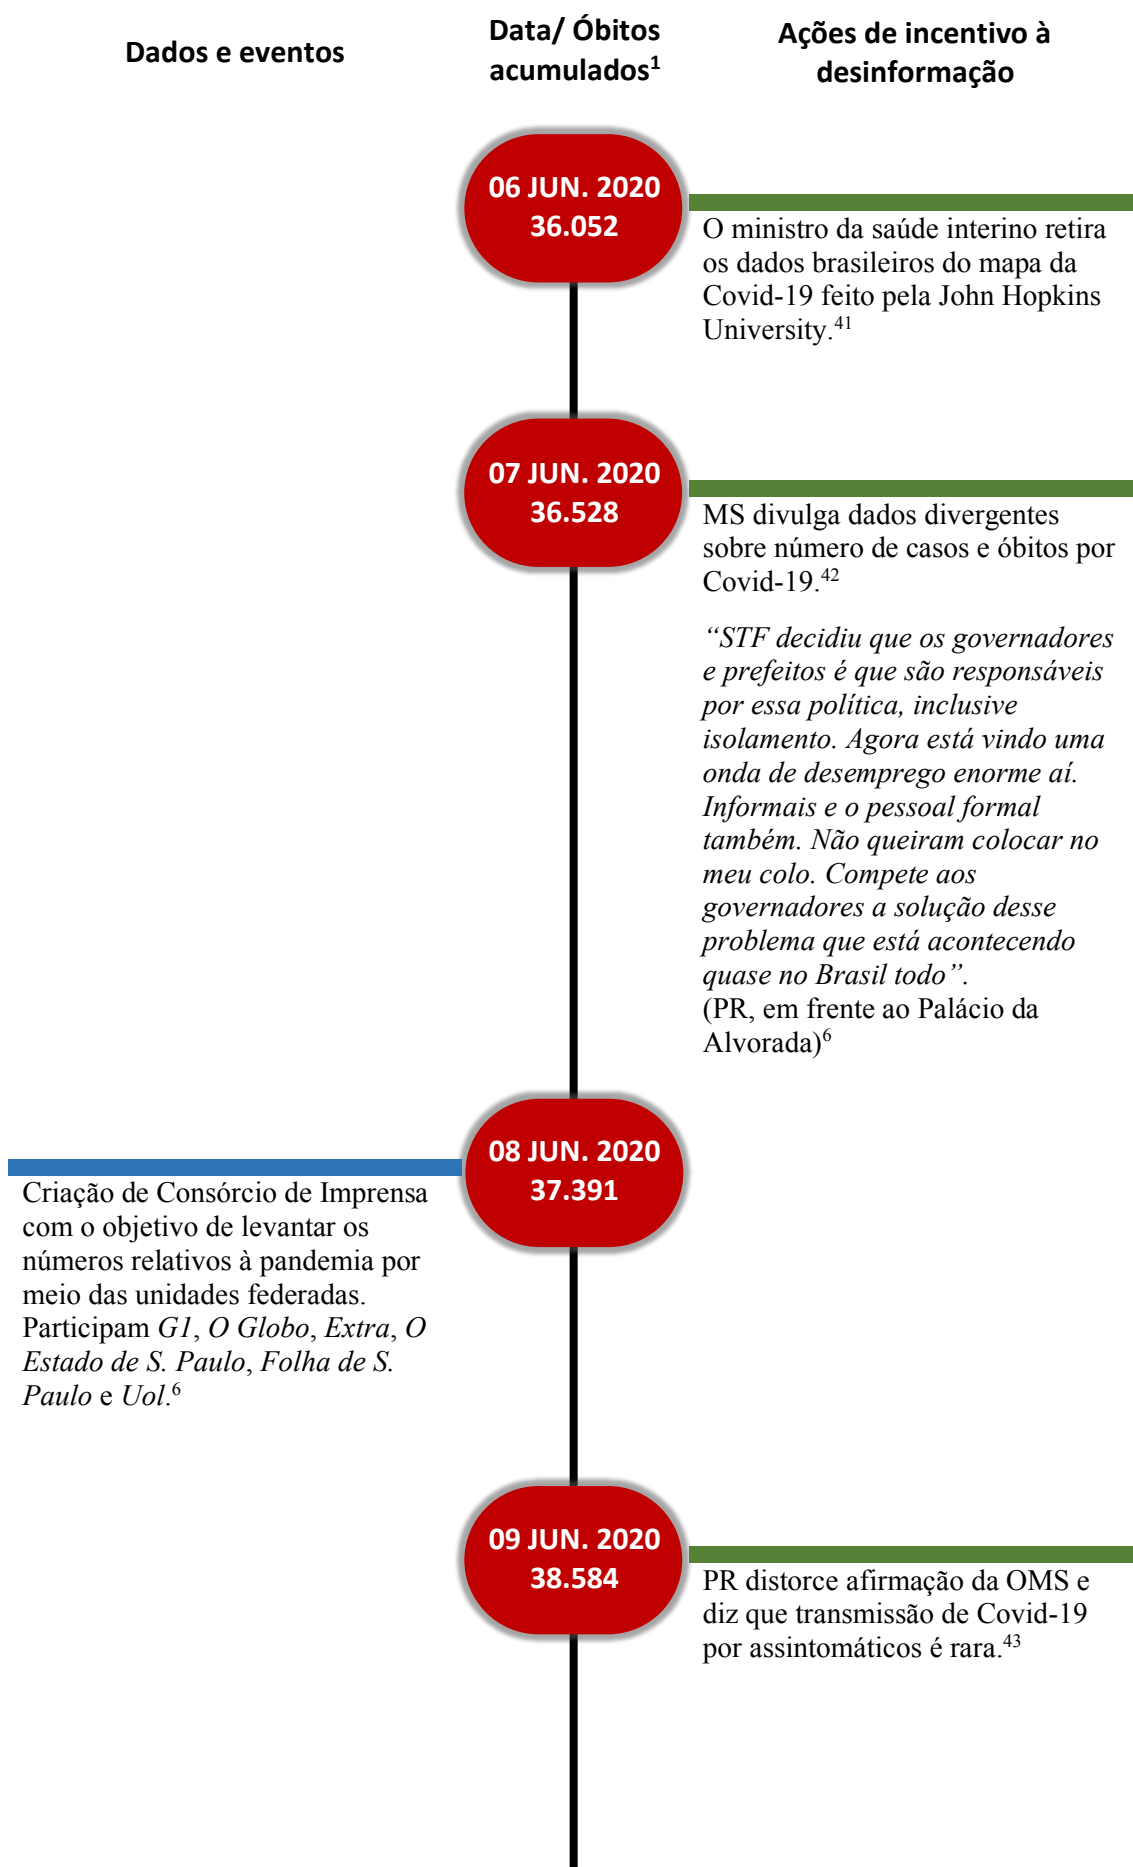 Dados e eventos
Data/ Óbitos
acumulados1
Ações de incentivo à
desinformação
06 JUN. 2020
36.052
O ministro da saúde interino retira
os dados brasileiros do mapa da
Covid-19 feito pela John Hopkins
University.41
07 JUN. 2020
36.528
MS divulga dados divergentes
sobre número de casos e óbitos por
Covid-19.42
“STF decidiu que os governadores
e prefeitos é que são responsáveis
por essa política, inclusive
isolamento. Agora está vindo uma
onda de desemprego enorme aí.
Informais e o pessoal formal
também. Não queiram colocar no
meu colo. Compete aos
governadores a solução desse
problema que está acontecendo
quase no Brasil todo”.
(PR, em frente ao Palácio da
Alvorada)6
08 JUN. 2020
37.391
Criação de Consórcio de Imprensa
com o objetivo de levantar os
números relativos à pandemia por
meio das unidades federadas.
Participam G1, O Globo, Extra, O
Estado de S. Paulo, Folha de S.
Paulo e Uol.6
09 JUN. 2020
38.584
PR distorce afirmação da OMS e
diz que transmissão de Covid-19
por assintomáticos é rara.43